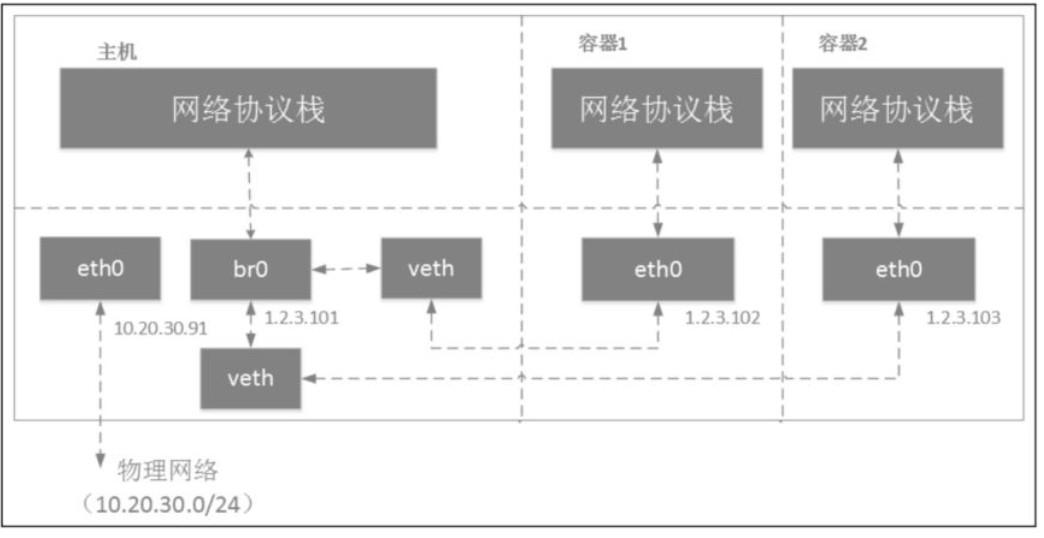 主机
容器1
容器2
网络协议栈
网络协议栈
网络协议栈
eth0
br0
veth
eth0
eth0
10.20.30.91
1.2.3.101
1.2.3.102
1.2.3.103
veth
物理网络
（10.20.30.0/24）